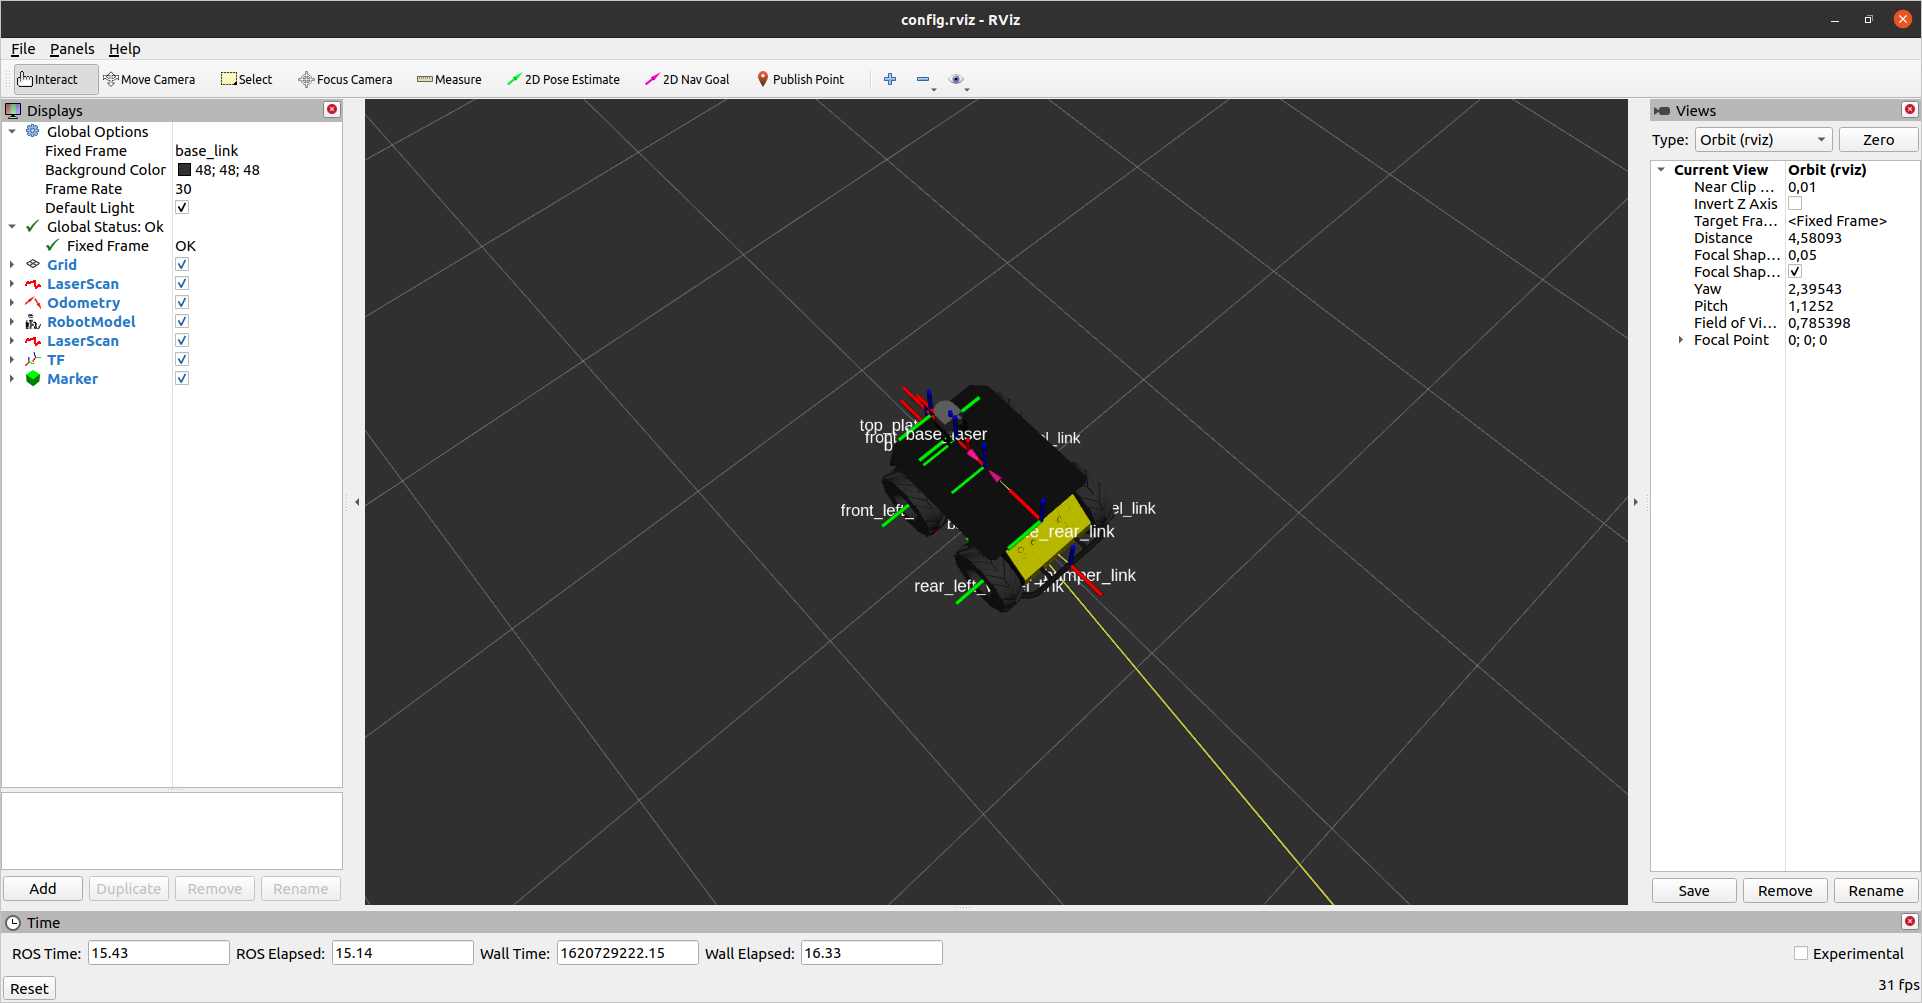 config.rviz - RViz
File Panels Help
Interact Move Camera Select Focus Camera Measure 2D Pose Estimate 2D Nav Goal Publish Point
Displays
Global Options
Fixed Frame base_link
Background Color 48; 48; 48
Frame Rate 30
Default Light
Global Status: Ok
Fixed Frame OK
Grid
LaserScan
Odometry
RobotModel
LaserScan
TF
Marker
Add Duplicate Remove Rename
top_plat
front base_laser el_link
front_left_ el_link
e_rear_link
rear_left_ umper_link
Views
Type: Orbit (rviz) Zero
Current View Orbit (rviz)
Near Clip ... 0,01
Invert Z Axis
Target Fra... <Fixed Frame>
Distance 4,58093
Focal Shap... 0,05
Focal Shap...
Yaw 2,39543
Pitch 1,1252
Field of Vi... 0,785398
Focal Point 0; 0; 0
Save Remove Rename
Time
ROS Time: 15.43 ROS Elapsed: 15.14 Wall Time: 1620729222.15 Wall Elapsed: 16.33 Experimental
Reset 31 fps